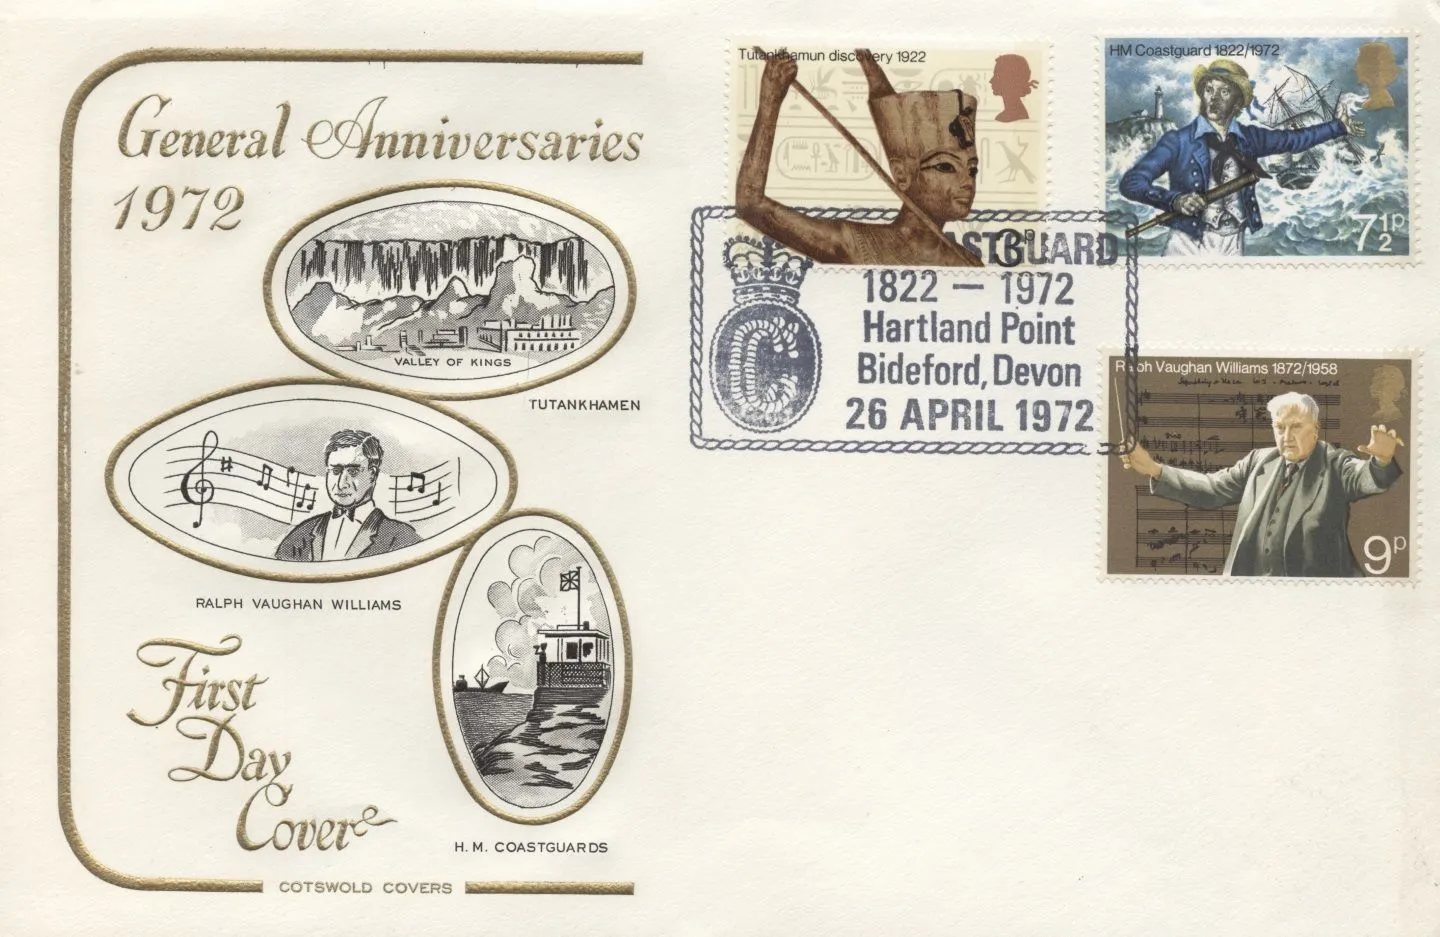 General Anniversaries
1972
VALLEY OF KINGS
TUTANKHAMEN
RALPH VAUGHAN WILLIAMS
H. M. COASTGUARDS
First
Day
Cover
COTSWOLD COVERS
Tutankhamun discovery 1922
3p
HM Coastguard 1822/1972
7½p
COASTGUARD
1822 — 1972
Hartland Point
Bideford, Devon
26 APRIL 1972
Ralph Vaughan Williams 1872/1958
9p